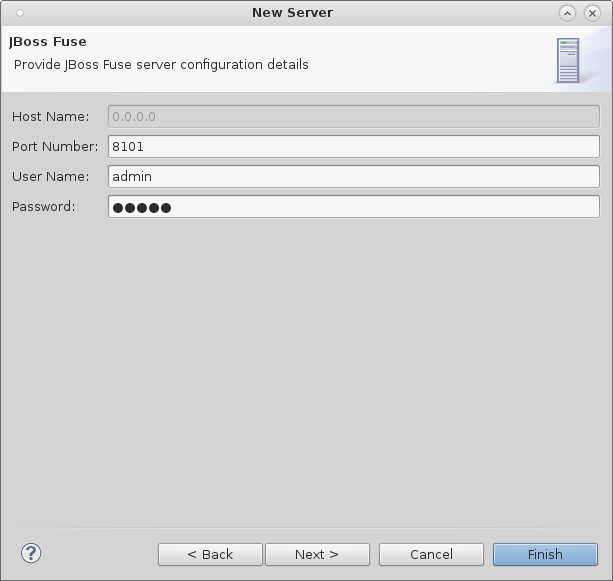 New Server
JBoss Fuse
Provide JBoss Fuse server configuration details
Host Name: 0.0.0.0
Port Number: 8101
User Name: admin
Password: ●●●●●
? < Back Next > Cancel Finish